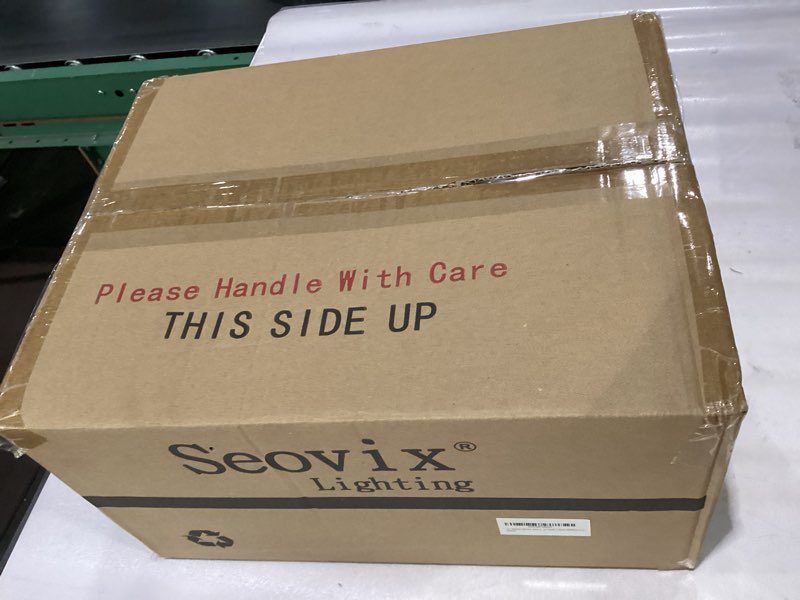 Please Handle With Care
THIS SIDE UP
Seovix®
Lighting